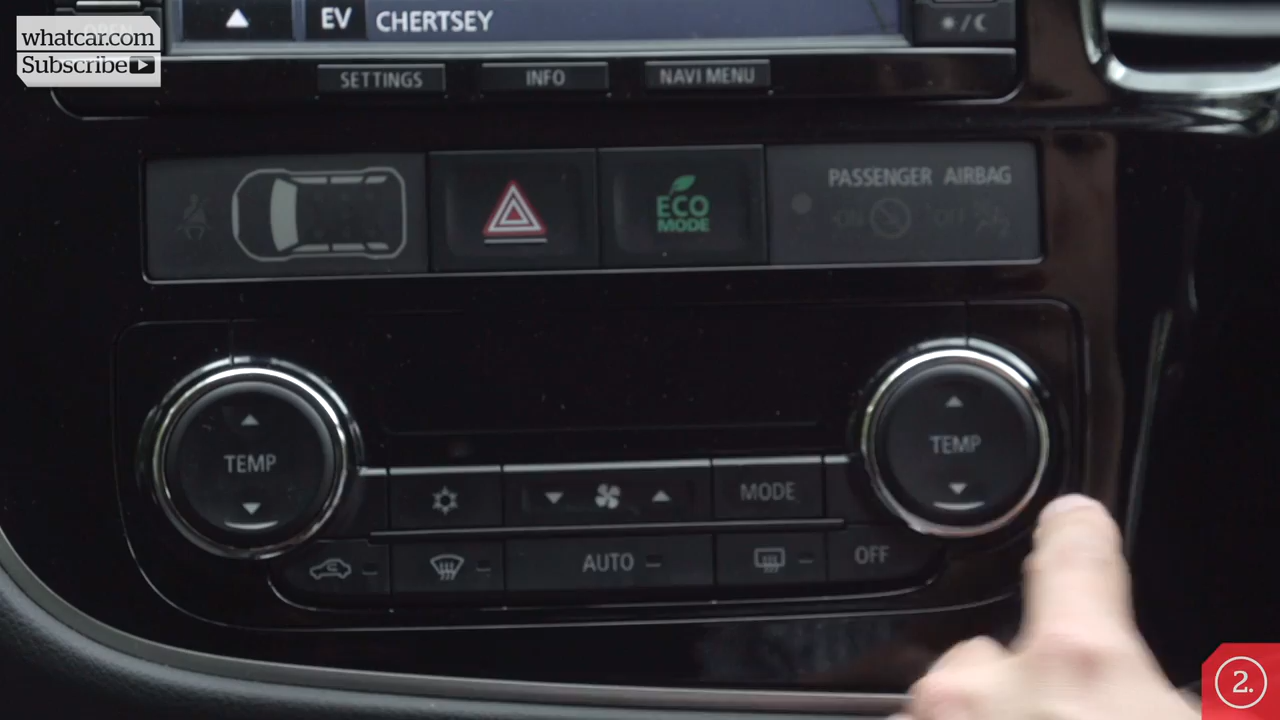 whatcar.com
Subscribe
EV CHERTSEY
SETTINGS INFO NAVI MENU
PASSENGER AIRBAG
ECO
MODE
TEMP
TEMP
MODE
AUTO
OFF
2.